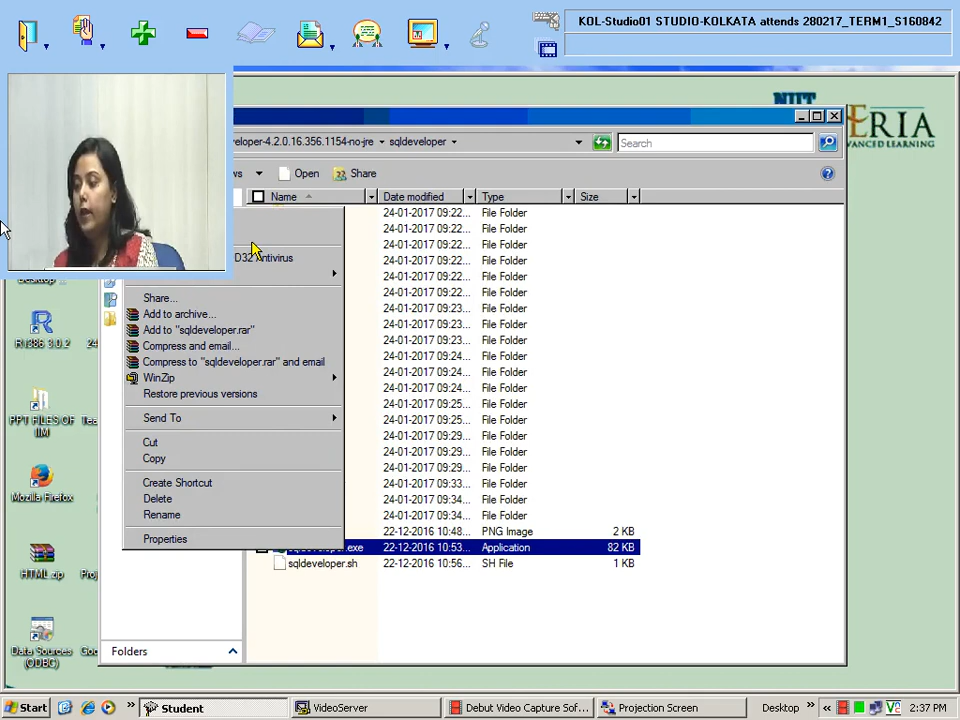 KOL-Studio01 STUDIO-KOLKATA attends 280217_TERM1_S160842
NIIT
ERIA
VANCED LEARNING
veloper-4.2.0.16.356.1154-no-jre sqldeveloper
Search
ws Open Share
Name Date modified Type Size
24-01-2017 09:22... File Folder
24-01-2017 09:22... File Folder
24-01-2017 09:22... File Folder
24-01-2017 09:22... File Folder
24-01-2017 09:22... File Folder
24-01-2017 09:22... File Folder
24-01-2017 09:23... File Folder
24-01-2017 09:23... File Folder
24-01-2017 09:23... File Folder
24-01-2017 09:24... File Folder
24-01-2017 09:24... File Folder
24-01-2017 09:24... File Folder
24-01-2017 09:25... File Folder
24-01-2017 09:25... File Folder
24-01-2017 09:29... File Folder
24-01-2017 09:29... File Folder
24-01-2017 09:29... File Folder
24-01-2017 09:33... File Folder
24-01-2017 09:34... File Folder
24-01-2017 09:34... File Folder
22-12-2016 10:48... PNG Image 2 KB
sqldeveloper.exe 22-12-2016 10:53... Application 82 KB
sqldeveloper.sh 22-12-2016 10:56... SH File 1 KB
D32 Antivirus
Share...
Add to archive...
Add to "sqldeveloper.rar"
Compress and email...
Compress to "sqldeveloper.rar" and email
WinZip
Restore previous versions
Send To
Cut
Copy
Create Shortcut
Delete
Rename
Properties
Folders
Desktop
R i386 3.0.2 24
PPT FILES OF IIM Tea
Mozilla Firefox
HTML.zip Proj
Data Sources (ODBC) Goo
Start Student VideoServer Debut Video Capture Sof... Projection Screen Desktop 2:37 PM